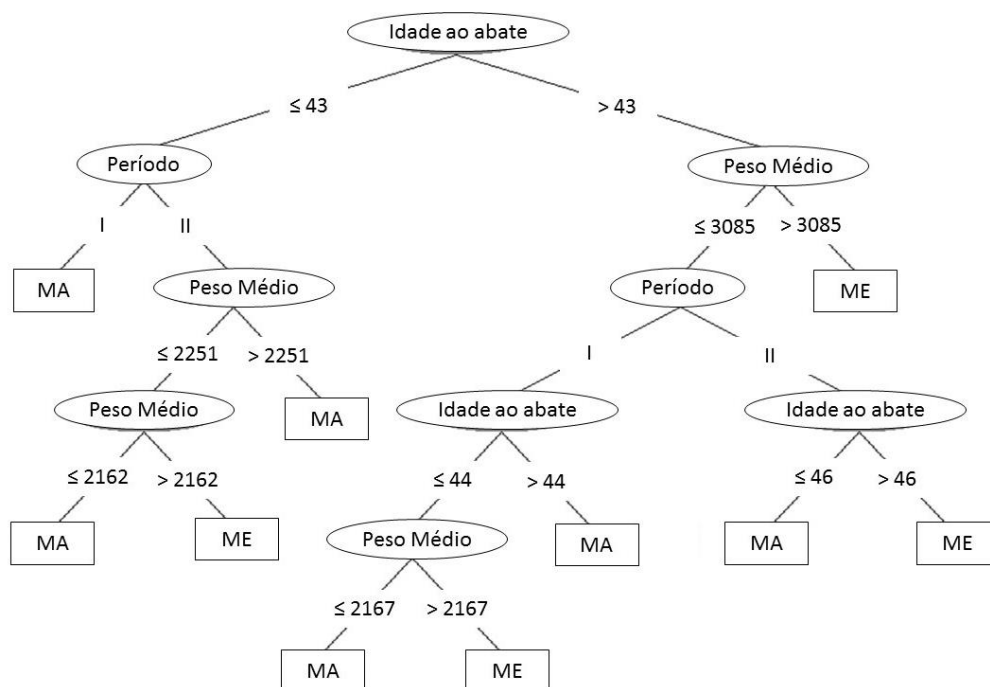 Idade ao abate
≤ 43 > 43
Período Peso Médio
I II ≤ 3085 > 3085
MA Peso Médio Período ME
≤ 2251 > 2251 I II
Peso Médio MA Idade ao abate Idade ao abate
≤ 2162 > 2162 ≤ 44 > 44 ≤ 46 > 46
MA ME Peso Médio MA MA ME
≤ 2167 > 2167
MA ME